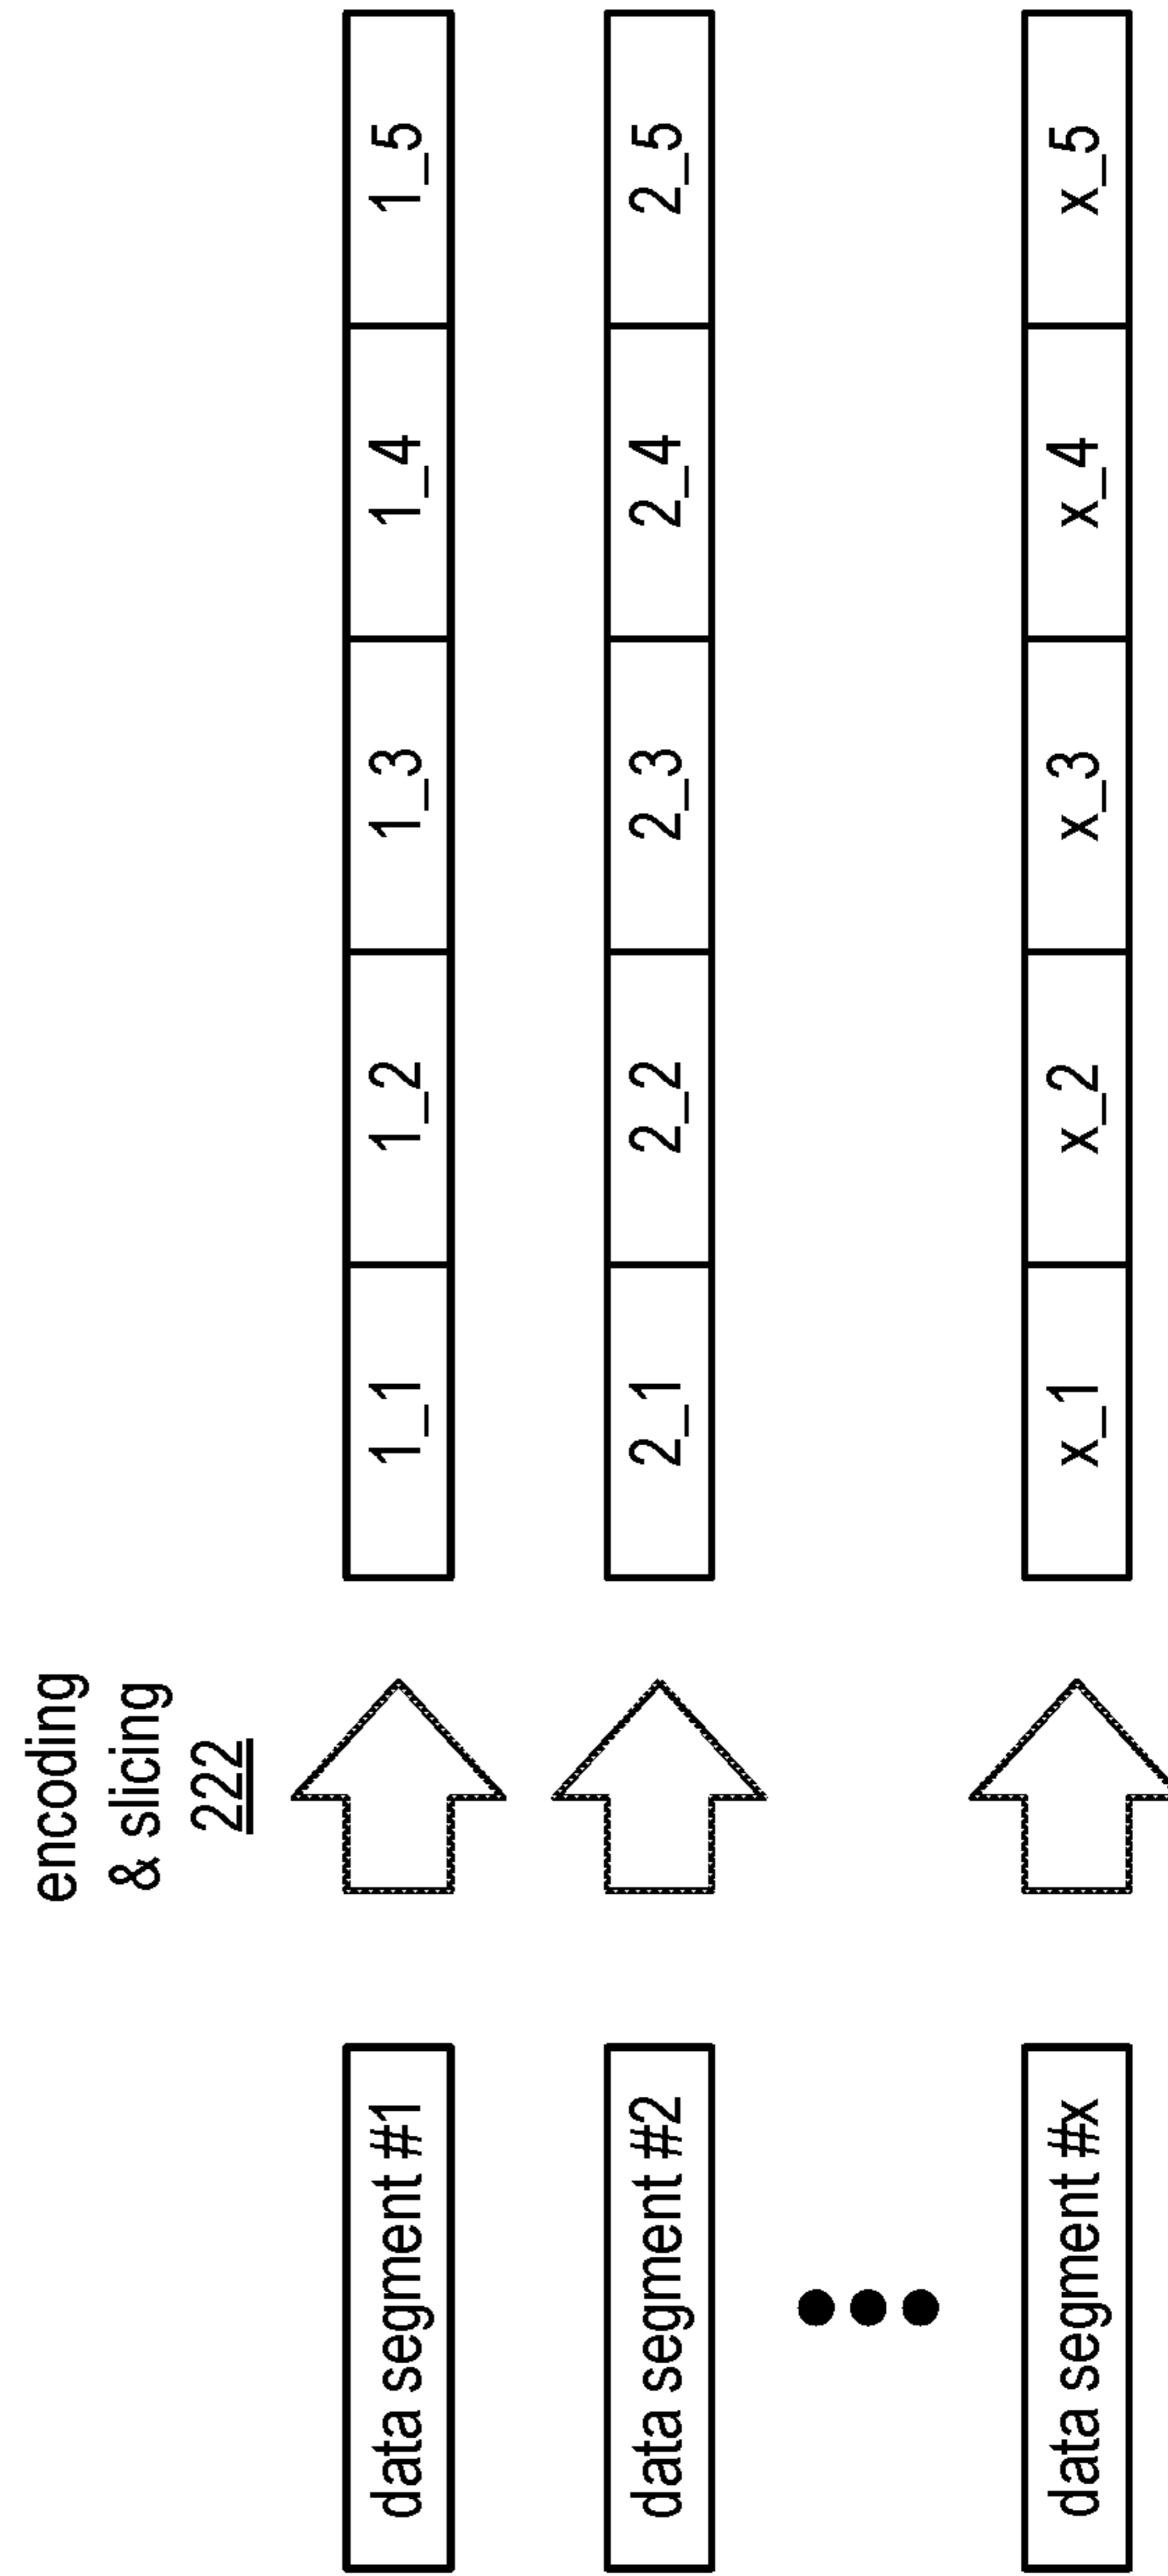 encoding
& slicing
222
data segment #1
1_1
1_2
1_3
1_4
1_5
data segment #2
2_1
2_2
2_3
2_4
2_5
data segment #x
x_1
x_2
x_3
x_4
x_5